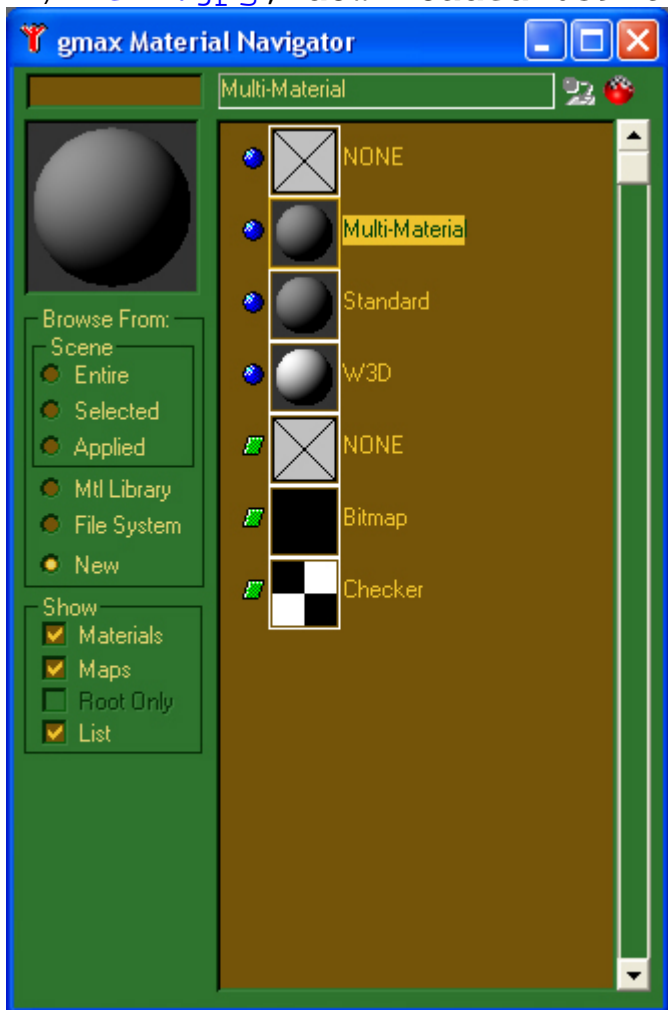 gmax Material Navigator
Multi-Material
NONE
Multi-Material
Standard
W3D
NONE
Bitmap
Checker
Browse From:
Scene
Entire
Selected
Applied
Mtl Library
File System
New
Show
Materials
Maps
Root Only
List